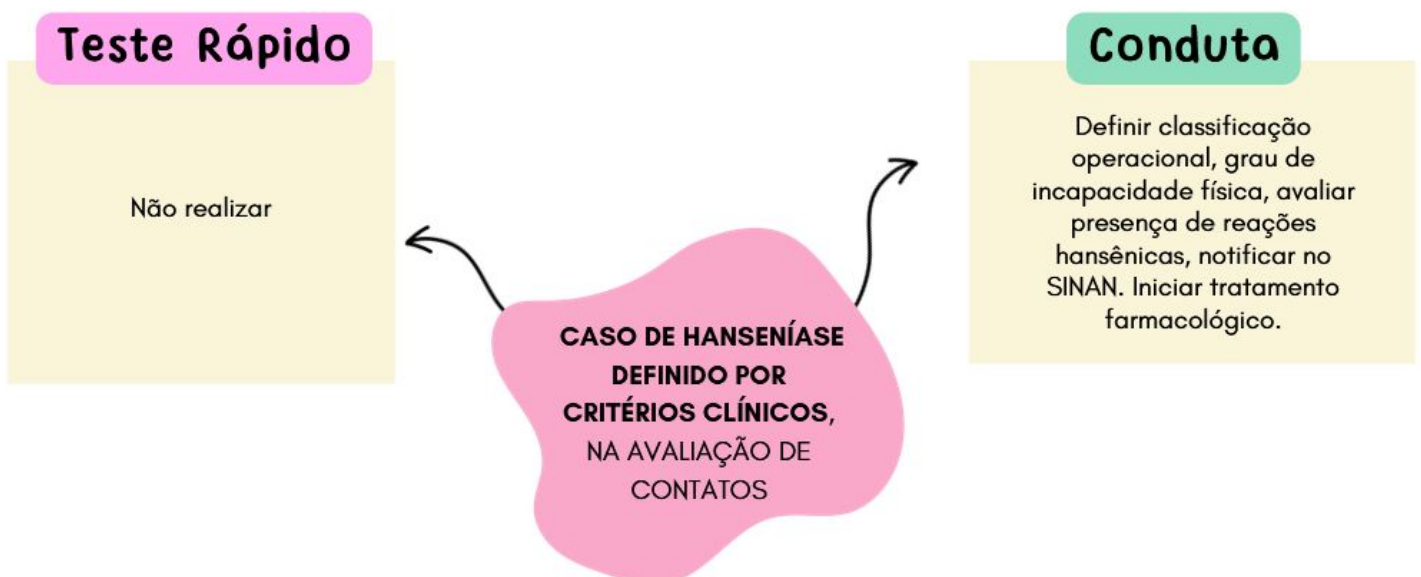 Teste Rápido
Não realizar
CASO DE HANSENÍASE
DEFINIDO POR
CRITÉRIOS CLÍNICOS,
NA AVALIAÇÃO DE
CONTATOS
Conduta
Definir classificação
operacional, grau de
incapacidade física, avaliar
presença de reações
hansênicas, notificar no
SINAN. Iniciar tratamento
farmacológico.